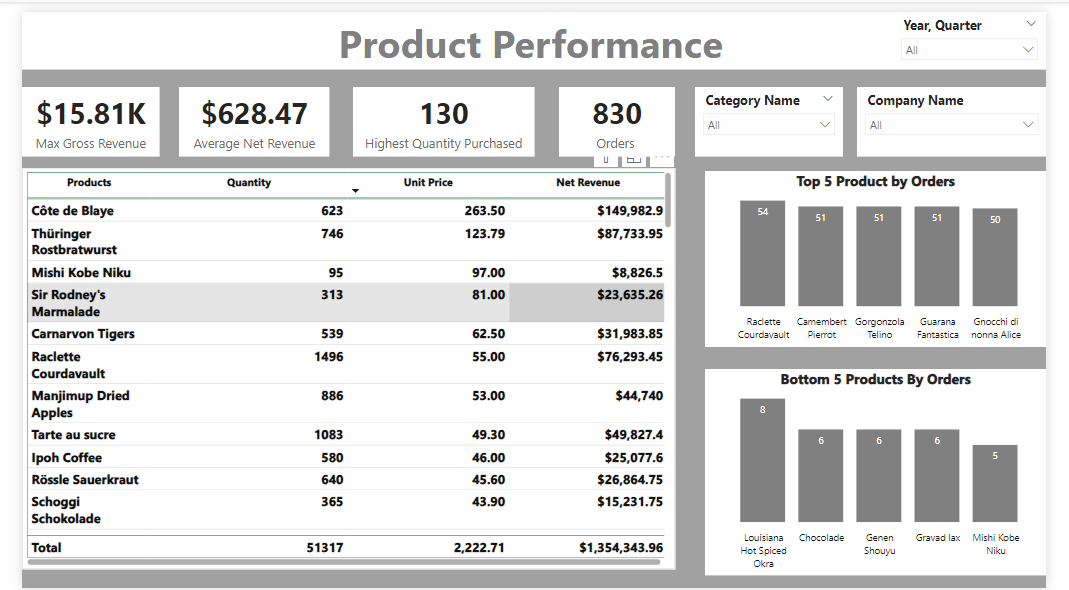 Product Performance
Year, Quarter
All
$15.81K
Max Gross Revenue
$628.47
Average Net Revenue
130
Highest Quantity Purchased
830
Orders
Category Name
All
Company Name
All
Products Quantity Unit Price Net Revenue
Côte de Blaye 623 263.50 $149,982.9
Thüringer 746 123.79 $87,733.95
Rostbratwurst
Mishi Kobe Niku 95 97.00 $8,826.5
Sir Rodney's 313 81.00 $23,635.26
Marmalade
Carnarvon Tigers 539 62.50 $31,983.85
Raclette 1496 55.00 $76,293.45
Courdavault
Manjimup Dried 886 53.00 $44,740
Apples
Tarte au sucre 1083 49.30 $49,827.4
Ipoh Coffee 580 46.00 $25,077.6
Rössle Sauerkraut 640 45.60 $26,864.75
Schoggi 365 43.90 $15,231.75
Schokolade
Total 51317 2,222.71 $1,354,343.96
Top 5 Product by Orders
54 51 51 51 50
Raclette Camembert Gorgonzola Guarana Gnocchi di
Courdavault Pierrot Telino Fantastica nonna Alice
Bottom 5 Products By Orders
8 6 6 6 5
Louisiana Chocolade Genen Gravad lax Mishi Kobe
Hot Spiced Shouyu Niku
Okra